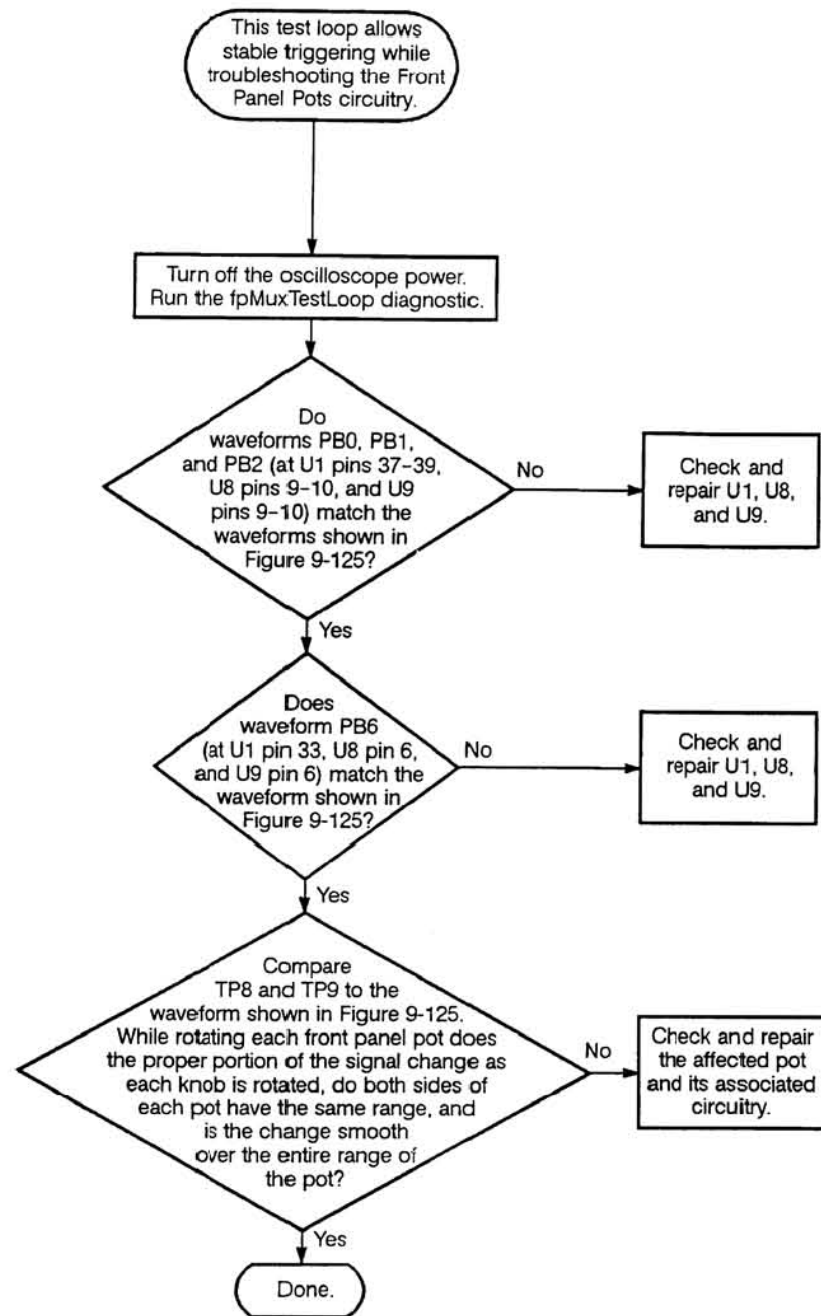 This test loop allows
stable triggering while
troubleshooting the Front
Panel Pots circuitry.
Turn off the oscilloscope power.
Run the fpMuxTestLoop diagnostic.
Do
waveforms PB0, PB1,
and PB2 (at U1 pins 37–39,
U8 pins 9–10, and U9
pins 9–10) match the
waveforms shown in
Figure 9-125?
No
Check and
repair U1, U8,
and U9.
Yes
Does
waveform PB6
(at U1 pin 33, U8 pin 6,
and U9 pin 6) match the
waveform shown in
Figure 9-125?
No
Check and
repair U1, U8,
and U9.
Yes
Compare
TP8 and TP9 to the
waveform shown in Figure 9-125.
While rotating each front panel pot does
the proper portion of the signal change as
each knob is rotated, do both sides of
each pot have the same range, and
is the change smooth
over the entire range of
the pot?
No
Check and repair
the affected pot
and its associated
circuitry.
Yes
Done.